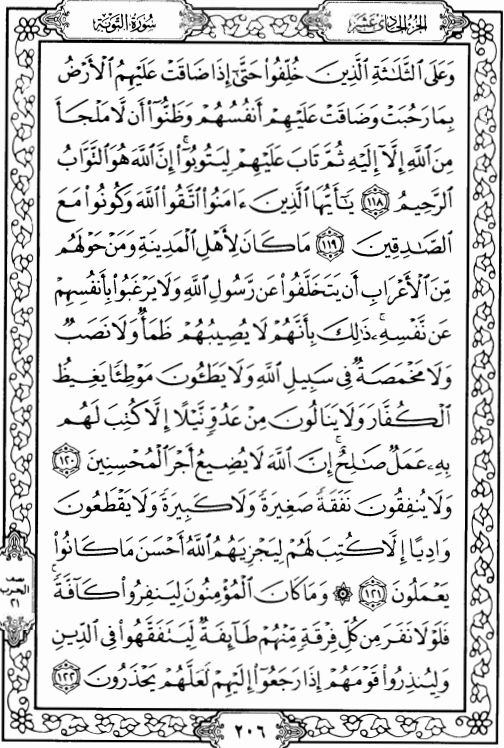 الجزء الحادي عشر
سورة التوبة
وَعَلَى ٱلثَّلَٰثَةِ ٱلَّذِينَ خُلِّفُوا۟ حَتَّىٰٓ إِذَا ضَاقَتْ عَلَيْهِمُ ٱلْأَرْضُ
بِمَا رَحُبَتْ وَضَاقَتْ عَلَيْهِمْ أَنفُسُهُمْ وَظَنُّوٓا۟ أَن لَّا مَلْجَأَ
مِنَ ٱللَّهِ إِلَّآ إِلَيْهِ ثُمَّ تَابَ عَلَيْهِمْ لِيَتُوبُوٓا۟ۚ إِنَّ ٱللَّهَ هُوَ ٱلتَّوَّابُ
ٱلرَّحِيمُ ١١٨ يَٰٓأَيُّهَا ٱلَّذِينَ ءَامَنُوا۟ ٱتَّقُوا۟ ٱللَّهَ وَكُونُوا۟ مَعَ
ٱلصَّٰدِقِينَ ١١٩ مَا كَانَ لِأَهْلِ ٱلْمَدِينَةِ وَمَنْ حَوْلَهُم
مِّنَ ٱلْأَعْرَابِ أَن يَتَخَلَّفُوا۟ عَن رَّسُولِ ٱللَّهِ وَلَا يَرْغَبُوا۟ بِأَنفُسِهِمْ
عَن نَّفْسِهِۦۚ ذَٰلِكَ بِأَنَّهُمْ لَا يُصِيبُهُمْ ظَمَأٌ وَلَا نَصَبٌ
وَلَا مَخْمَصَةٌ فِى سَبِيلِ ٱللَّهِ وَلَا يَطَـُٔونَ مَوْطِئًا يَغِيظُ
ٱلْكُفَّارَ وَلَا يَنَالُونَ مِنْ عَدُوٍّ نَّيْلًا إِلَّا كُتِبَ لَهُم
بِهِۦ عَمَلٌ صَٰلِحٌۚ إِنَّ ٱللَّهَ لَا يُضِيعُ أَجْرَ ٱلْمُحْسِنِينَ ١٢٠
وَلَا يُنفِقُونَ نَفَقَةً صَغِيرَةً وَلَا كَبِيرَةً وَلَا يَقْطَعُونَ
وَادِيًا إِلَّا كُتِبَ لَهُمْ لِيَجْزِيَهُمُ ٱللَّهُ أَحْسَنَ مَا كَانُوا۟
يَعْمَلُونَ ١٢١ ۞ وَمَا كَانَ ٱلْمُؤْمِنُونَ لِيَنفِرُوا۟ كَآفَّةًۚ
فَلَوْلَا نَفَرَ مِن كُلِّ فِرْقَةٍ مِّنْهُمْ طَآئِفَةٌ لِّيَتَفَقَّهُوا۟ فِى ٱلدِّينِ
وَلِيُنذِرُوا۟ قَوْمَهُمْ إِذَا رَجَعُوٓا۟ إِلَيْهِمْ لَعَلَّهُمْ يَحْذَرُونَ ١٢٢
نصف
الحزب
٢١
٢٠٦